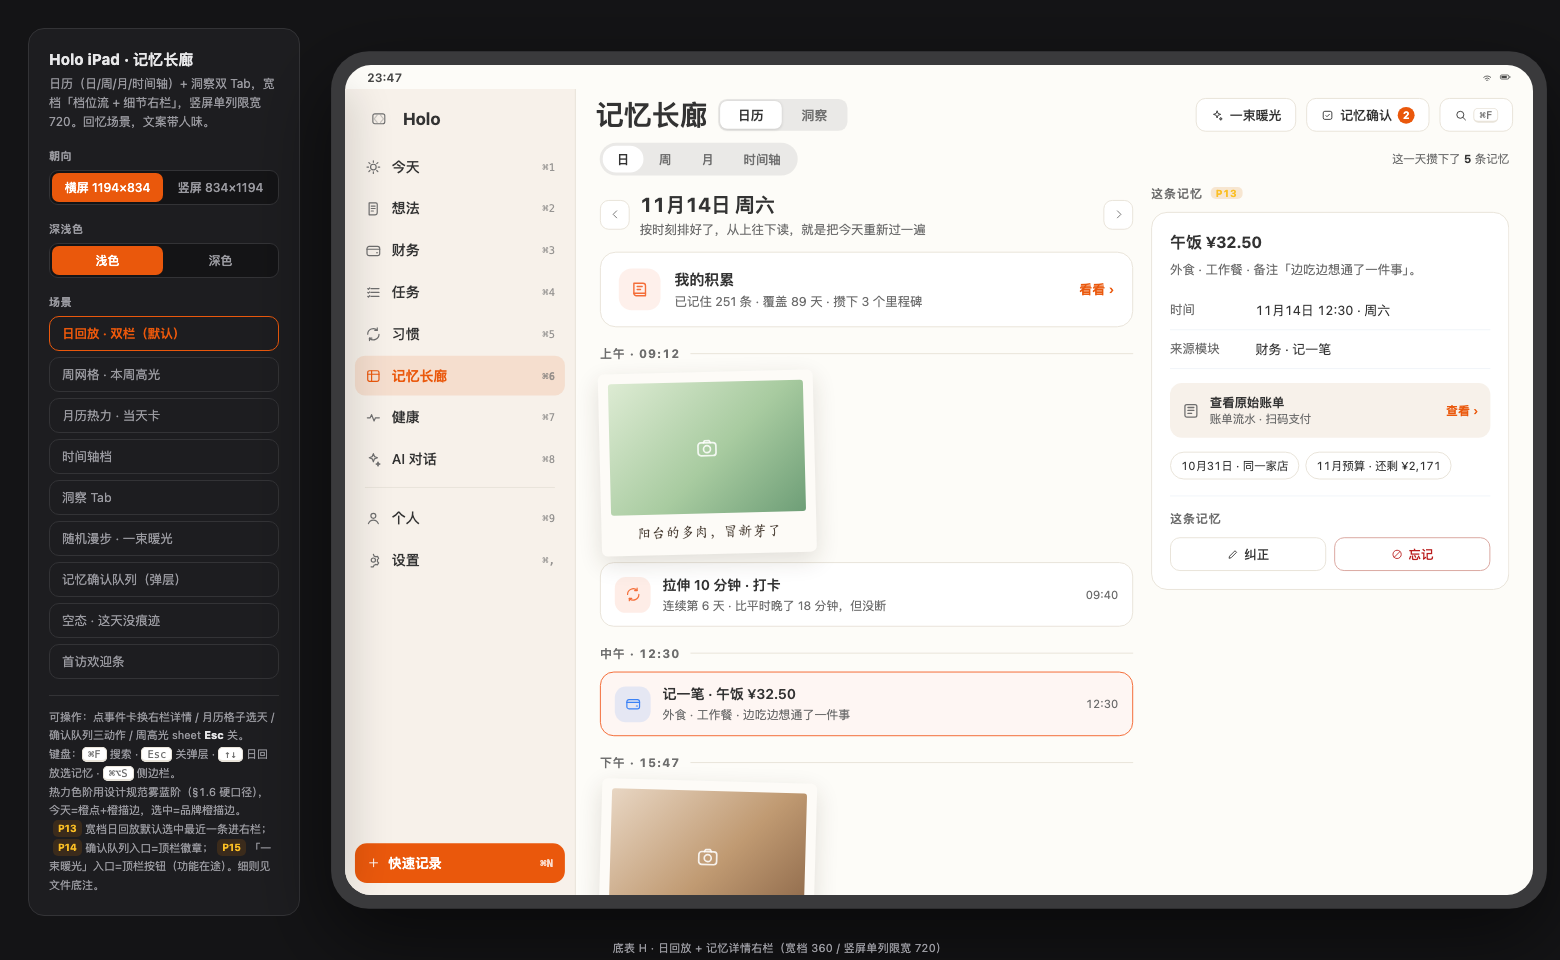 Holo iPad · 记忆长廊
日历（日/周/月/时间轴）+ 洞察双 Tab，宽
档「档位流 + 细节右栏」，竖屏单列限宽
720。回忆场景，文案带人味。
朝向
横屏 1194×834
竖屏 834×1194
深浅色
浅色
深色
场景
日回放 · 双栏（默认）
周网格 · 本周高光
月历热力 · 当天卡
时间轴档
洞察 Tab
随机漫步 · 一束暖光
记忆确认队列（弹层）
空态 · 这天没痕迹
首访欢迎条
可操作：点事件卡换右栏详情 / 月历格子选天 /
确认队列三动作 / 周高光 sheet Esc 关。
键盘：⌘F 搜索 · Esc 关弹层 · ↑↓ 日回
放选记忆 · ⌘⌥S 侧边栏。
热力色阶用设计规范雾蓝阶（§1.6 硬口径），
今天=橙点+橙描边，选中=品牌橙描边。
P13 宽档日回放默认选中最近一条进右栏；
P14 确认队列入口=顶栏徽章； P15 「一
束暖光」入口=顶栏按钮（功能在途）。细则见
文件底注。
23:47
Holo
今天 ⌘1
想法 ⌘2
财务 ⌘3
任务 ⌘4
习惯 ⌘5
记忆长廊 ⌘6
健康 ⌘7
AI 对话 ⌘8
个人 ⌘9
设置 ⌘,
+ 快速记录 ⌘N
记忆长廊
日历
洞察
一束暖光
记忆确认 2
⌘F
日
周
月
时间轴
这一天攒下了 5 条记忆
11月14日 周六
按时刻排好了，从上往下读，就是把今天重新过一遍
我的积累
已记住 251 条 · 覆盖 89 天 · 攒下 3 个里程碑
看看 ›
上午 · 09:12
阳台的多肉，冒新芽了
拉伸 10 分钟 · 打卡
连续第 6 天 · 比平时晚了 18 分钟，但没断
09:40
中午 · 12:30
记一笔 · 午饭 ¥32.50
外食 · 工作餐 · 边吃边想通了一件事
12:30
下午 · 15:47
这条记忆 P13
午饭 ¥32.50
外食 · 工作餐 · 备注「边吃边想通了一件事」。
时间 11月14日 12:30 · 周六
来源模块 财务 · 记一笔
查看原始账单
账单流水 · 扫码支付
查看 ›
10月31日 · 同一家店
11月预算 · 还剩 ¥2,171
这条记忆
纠正
忘记
底表 H · 日回放 + 记忆详情右栏（宽档 360 / 竖屏单列限宽 720）